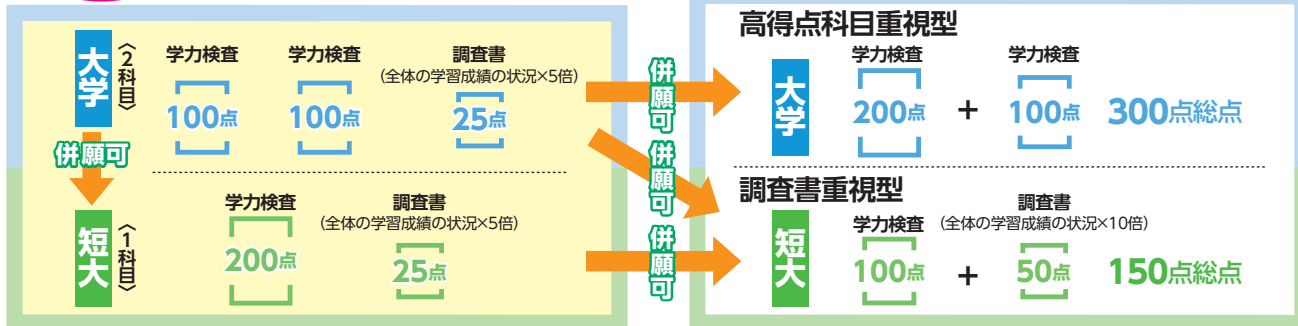 大学
〈2科目〉
学力検査
100点
学力検査
100点
調査書
(全体の学習成績の状況×5倍)
25点
併願可
短大
〈1科目〉
学力検査
200点
調査書
(全体の学習成績の状況×5倍)
25点
併願可
併願可
併願可
高得点科目重視型
大学
学力検査
200点
+
学力検査
100点
300点総点
調査書重視型
短大
学力検査
100点
+
調査書
(全体の学習成績の状況×10倍)
50点
150点総点